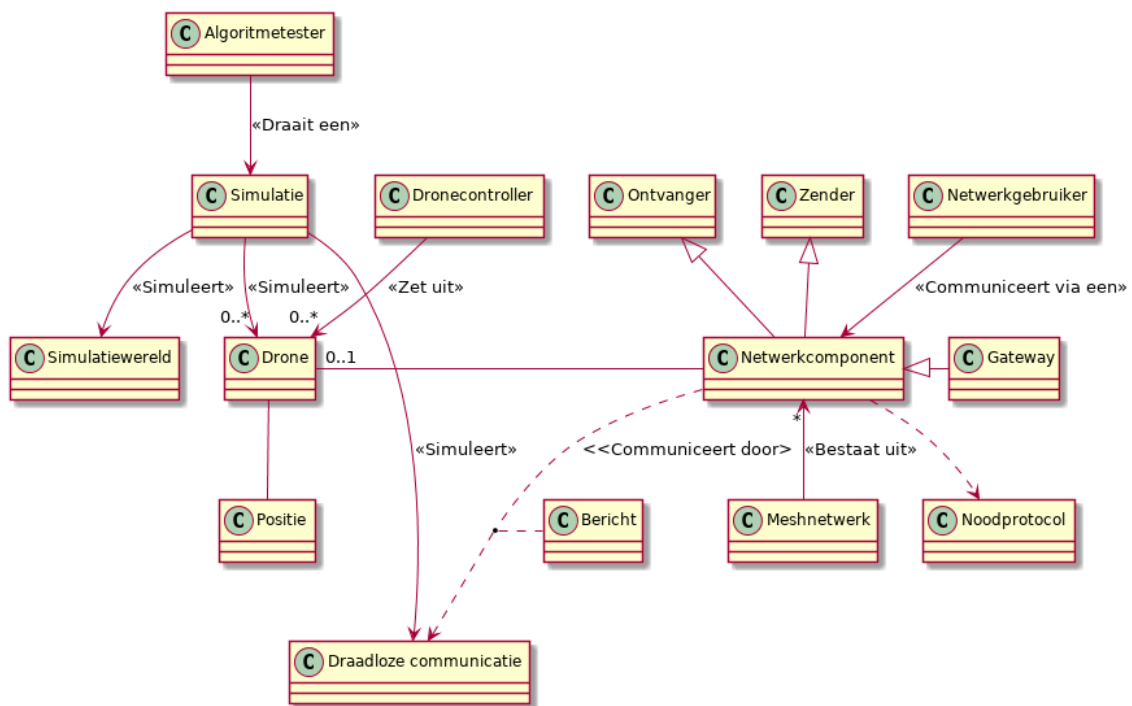 C Algoritmetester
«Draait een»
C Simulatie
C Dronecontroller
C Ontvanger
C Zender
C Netwerkgebruiker
«Simuleert»
«Simuleert»
«Zet uit»
«Communiceert via een»
0..*
0..*
C Simulatiewereld
C Drone
0..1
C Netwerkcomponent
C Gateway
*
«Simuleert»
<<Communiceert door>
«Bestaat uit»
C Positie
C Bericht
C Meshnetwerk
C Noodprotocol
C Draadloze communicatie